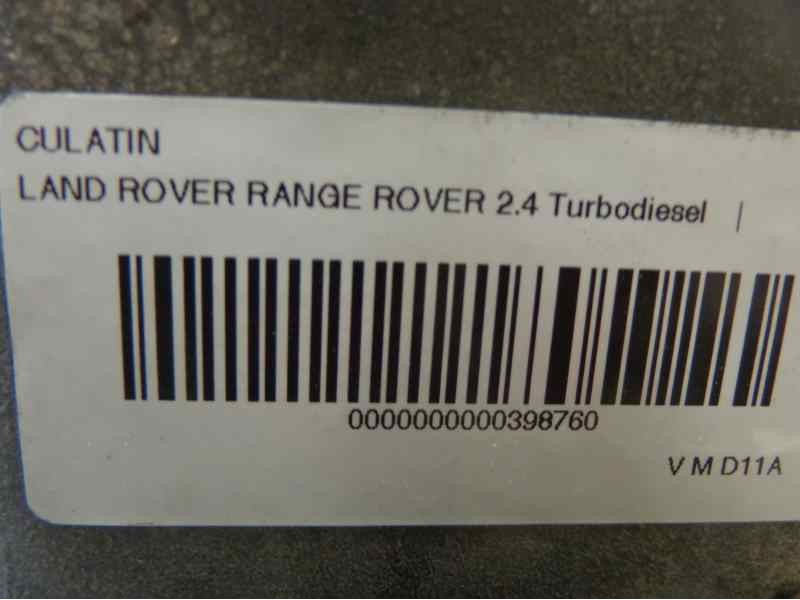 CULATIN
LAND ROVER RANGE ROVER 2.4 Turbodiesel |
0000000000398760
V M D11A